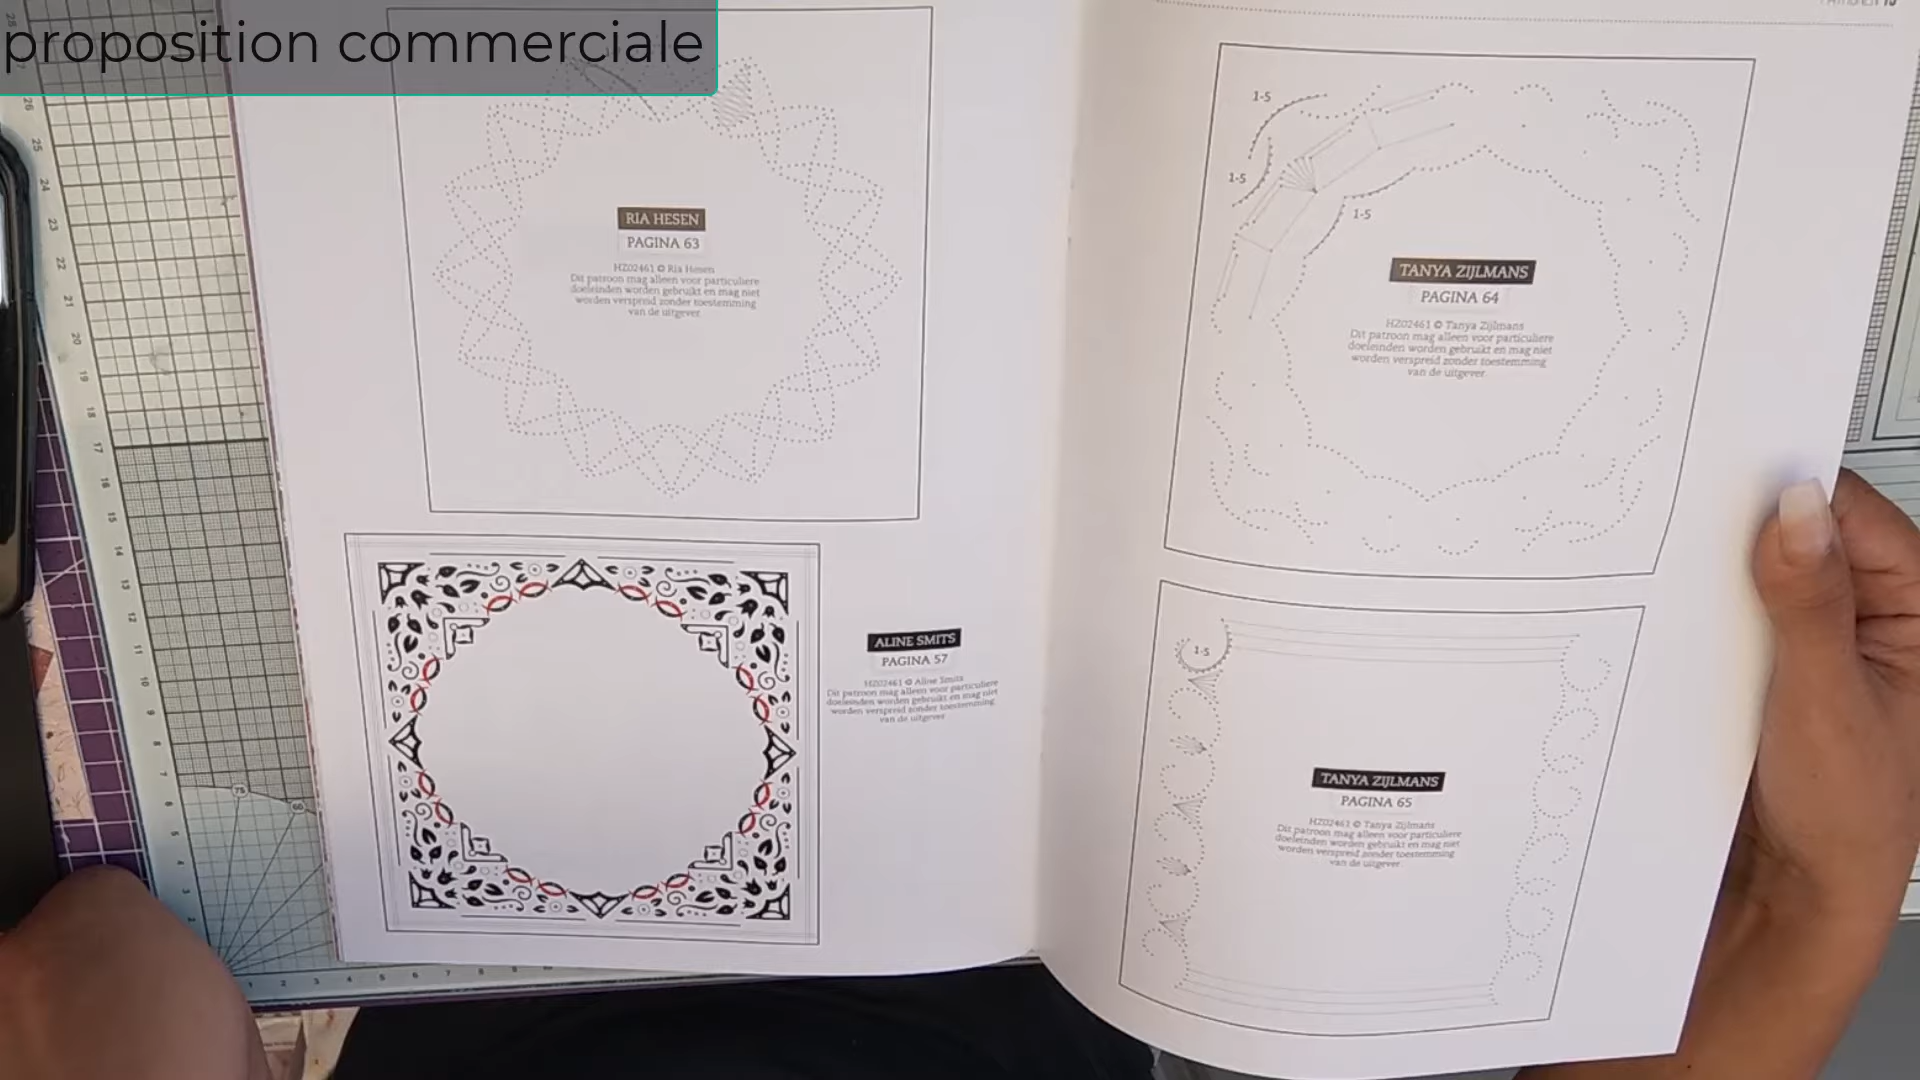 proposition commerciale
RIA HESEN
PAGINA 63
HZ02461 © Ria Hesen
Dit patroon mag alleen voor particuliere
doeleinden worden gebruikt en mag niet
worden verspreid zonder toestemming
van de uitgever
ALINE SMITS
PAGINA 57
HZ02461 © Aline Smits
Dit patroon mag alleen voor particuliere
doeleinden worden gebruikt en mag niet
worden verspreid zonder toestemming
van de uitgever
1-5
1-5
1-5
TANYA ZIJLMANS
PAGINA 64
HZ02461 © Tanya Zijlmans
Dit patroon mag alleen voor particuliere
doeleinden worden gebruikt en mag niet
worden verspreid zonder toestemming
van de uitgever
1-5
TANYA ZIJLMANS
PAGINA 65
HZ02461 © Tanya Zijlmans
Dit patroon mag alleen voor particuliere
doeleinden worden gebruikt en mag niet
worden verspreid zonder toestemming
van de uitgever